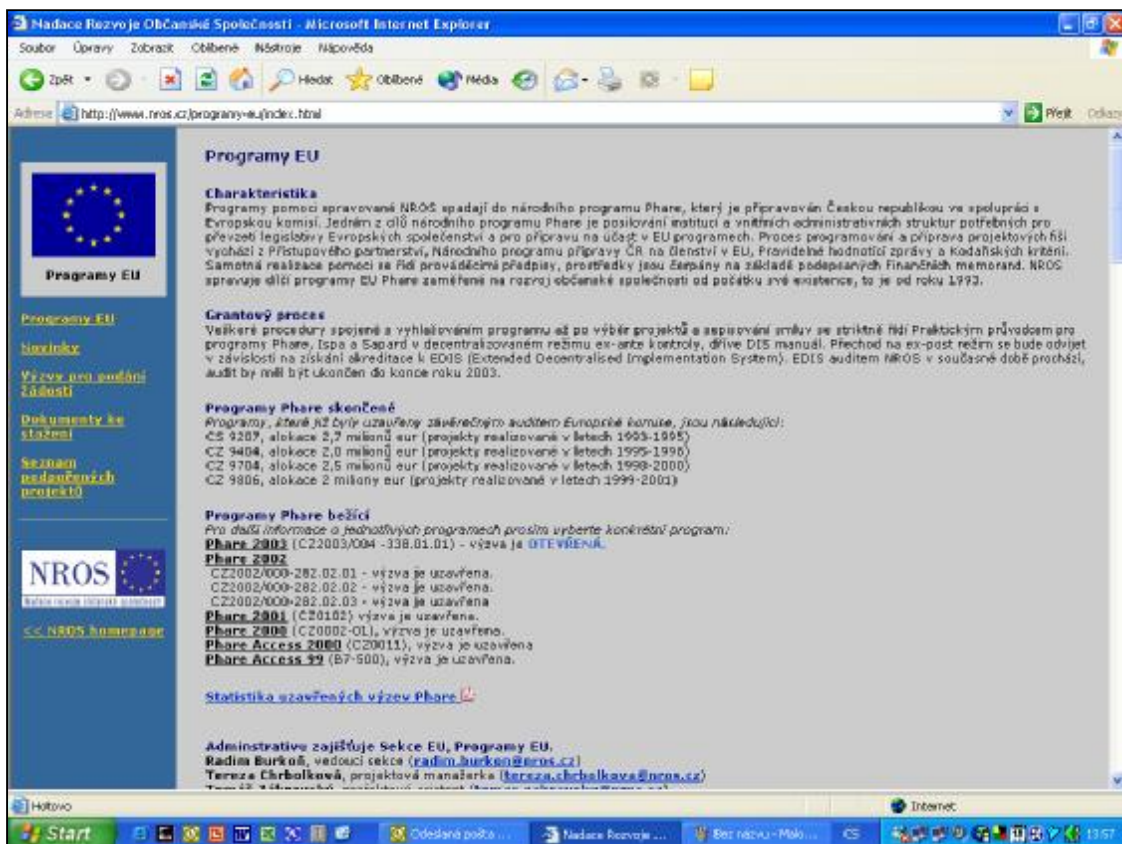 Nadace Rozvoje Občanské Společnosti - Microsoft Internet Explorer
Soubor Úpravy Zobrazit Oblíbené Nástroje Nápověda
Zpět Hledat Oblíbené Média
Adresa http://www.nros.cz/programy-eu/index.html Přejít Odkazy
Programy EU
Programy EU
Novinky
Výzvy pro podání
žádostí
Dokumenty ke
stažení
Seznam
podpořených
projektů
NROS
Nadace rozvoje občanské společnosti
<< NROS homepage
Programy EU
Charakteristika
Programy pomoci spravované NROS spadají do národního programu Phare, který je připravován Českou republikou ve spolupráci s
Evropskou komisí. Jedním z cílů národního programu Phare je posilování institucí a vnitřních administrativních struktur potřebných pro
převzetí legislativy Evropských společenství a pro přípravu na účast v EU programech. Proces programování a příprava projektových fiší
vychází z Přístupového partnerství, Národního programu přípravy ČR na členství v EU, Pravidelné hodnotící zprávy a Kodaňských kritérií.
Samotná realizace pomoci se řídí prováděcími předpisy, prostředky jsou čerpány na základě podepsaných Finančních memorand. NROS
spravuje dílčí programy EU Phare zaměřené na rozvoj občanské společnosti od počátku své existence, to je od roku 1993.
Grantový proces
Veškeré procedury spojené s vyhlašováním programu až po výběr projektů a sepisování smluv se striktně řídí Praktickým průvodcem pro
programy Phare, Ispa a Sapard v decentralizovaném režimu ex-ante kontroly, dříve DIS manuál. Přechod na ex-post režim se bude odvíjet
v závislosti na získání akreditace k EDIS (Extended Decentralised Implementation System). EDIS auditem NROS v současné době prochází,
audit by měl být ukončen do konce roku 2003.
Programy Phare skončené
Programy, které již byly uzavřeny závěrečným auditem Evropské komise, jsou následující:
CS 9207, alokace 2,7 milionů eur (projekty realizované v letech 1993-1995)
CZ 9404, alokace 2,0 milionů eur (projekty realizované v letech 1995-1996)
CZ 9704, alokace 2,5 milionů eur (projekty realizované v letech 1998-2000)
CZ 9806, alokace 2 miliony eur (projekty realizované v letech 1999-2001)
Programy Phare běžící
Pro další informace o jednotlivých programech prosím vyberte konkrétní program:
Phare 2003 (CZ2003/004 -338.01.01) - výzva je OTEVŘENÁ.
Phare 2002
CZ2002/000-282.02.01 - výzva je uzavřena.
CZ2002/000-282.02.02 - výzva je uzavřena.
CZ2002/000-282.02.03 - výzva je uzavřena
Phare 2001 (CZ0102) výzva je uzavřena.
Phare 2000 (CZ0002-01), výzva je uzavřena.
Phare Access 2000 (CZ0011), výzva je uzavřena
Phare Access 99 (B7-500), výzva je uzavřena.
Statistika uzavřených výzev Phare
Adminstrativu zajišťuje Sekce EU, Programy EU.
Radim Burkoň, vedoucí sekce (radim.burkon@nros.cz)
Tereza Chrbolková, projektová manažerka (tereza.chrbolkova@nros.cz)
Hotovo Internet
Start Odeslaná pošta ... Nadace Rozvoje ... Bez názvu - Malo... CS 13:57